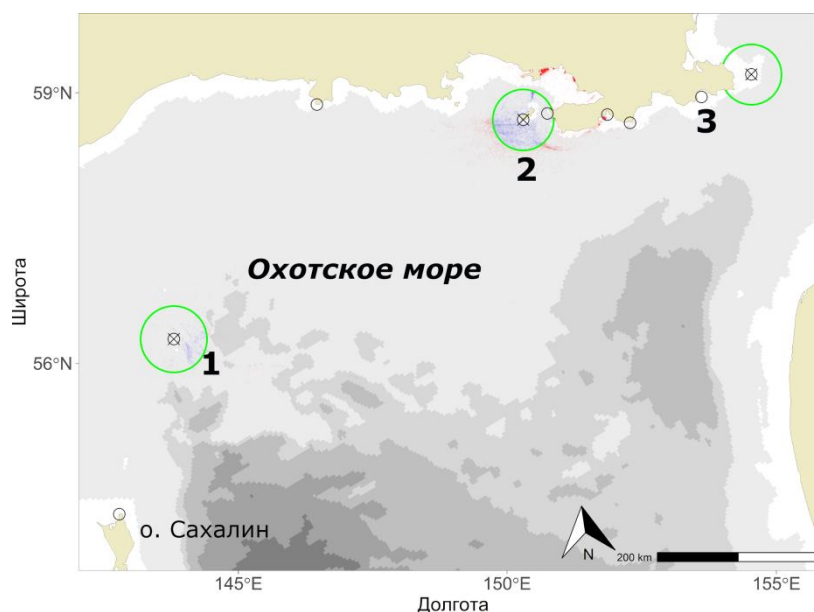 59°N
3
2
Охотское море
Широта
56°N
1
о. Сахалин
N
200 km
145°E
150°E
155°E
Долгота